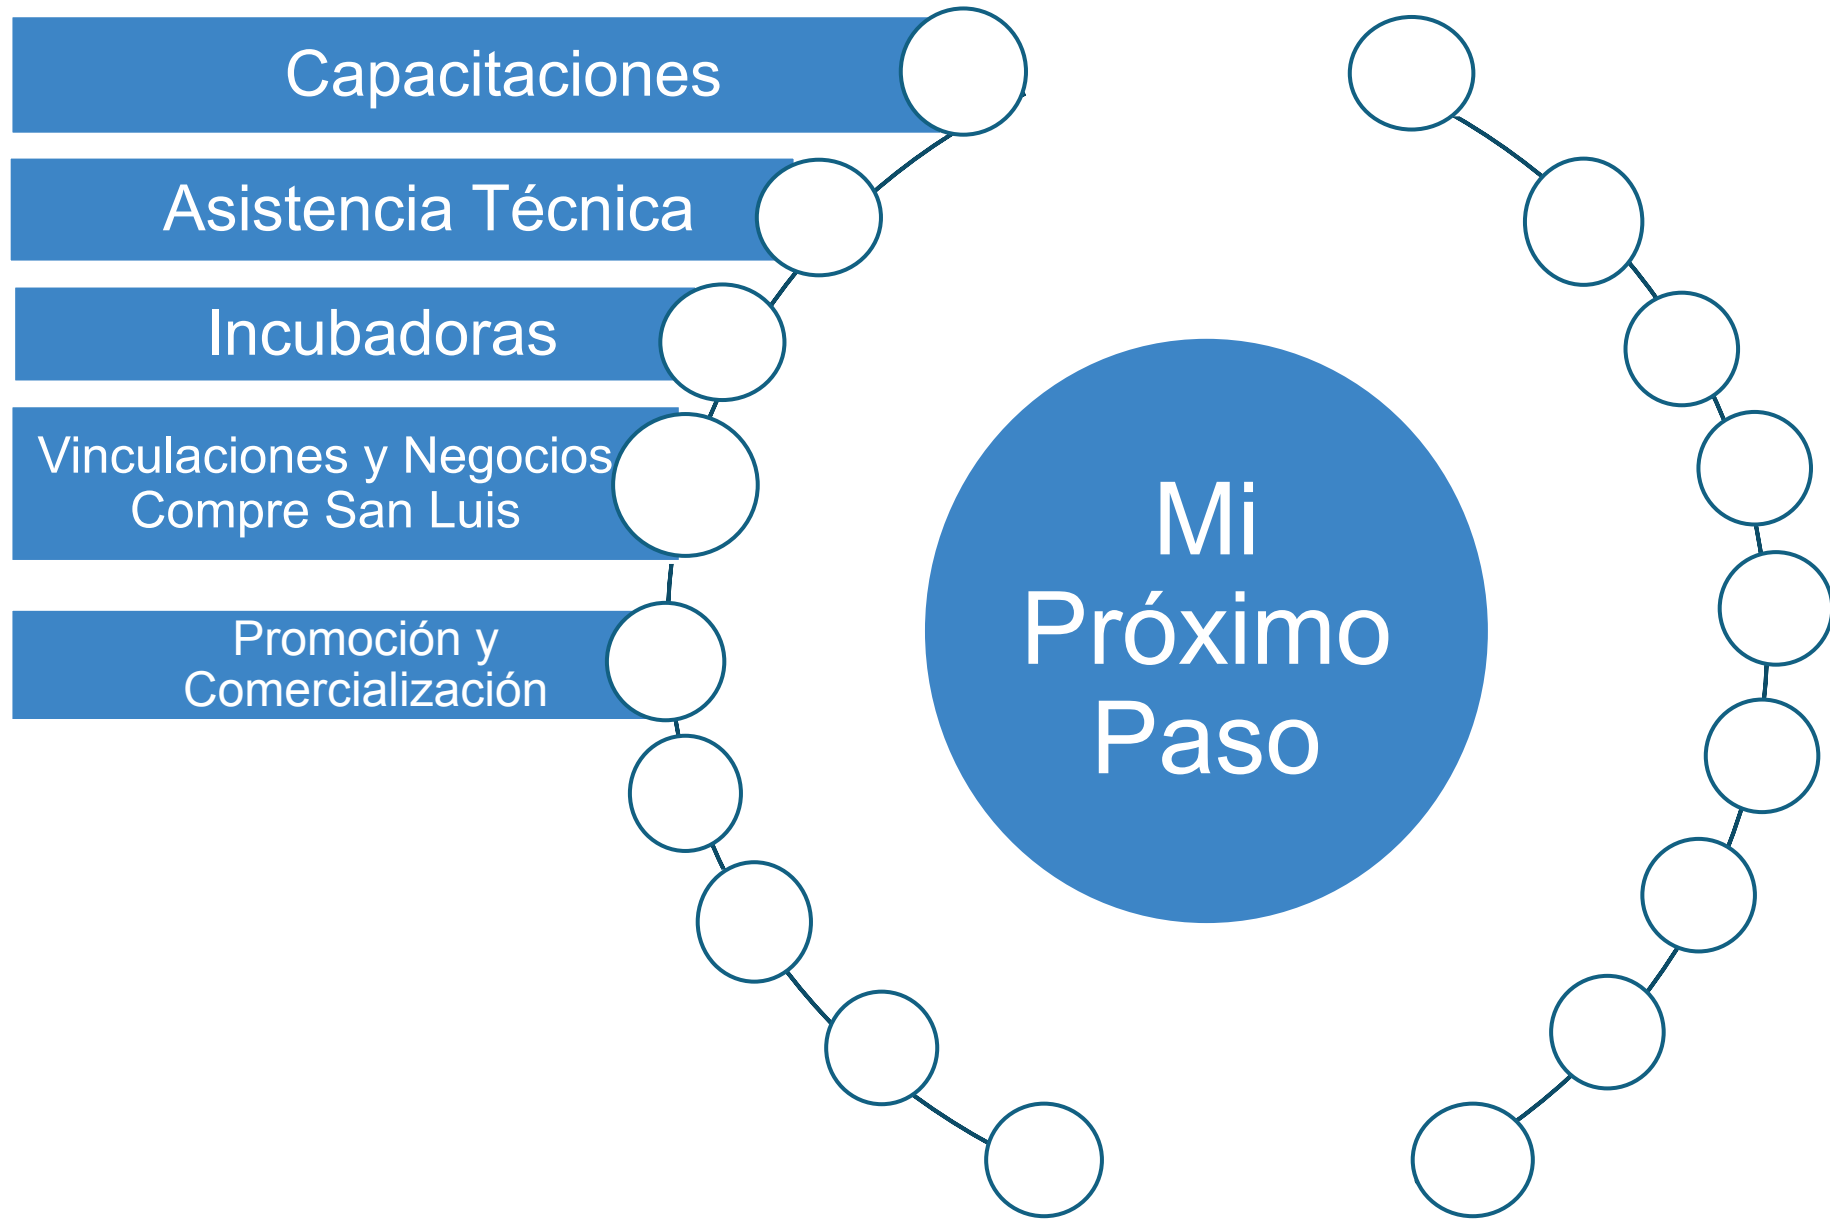 Capacitaciones
Asistencia Técnica
Incubadoras
Vinculaciones y Negocios
Compre San Luis
Promoción y
Comercialización
Mi
Próximo
Paso